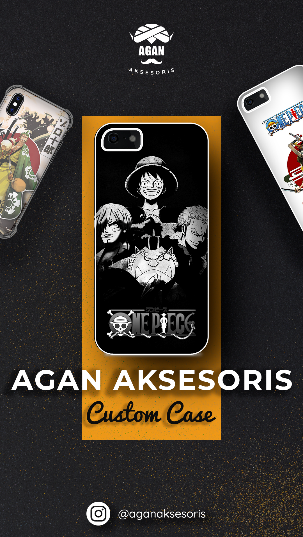 AGAN
AKSESORIS
ONE PIECE
AGAN AKSESORIS
Custom Case
@aganaksesoris